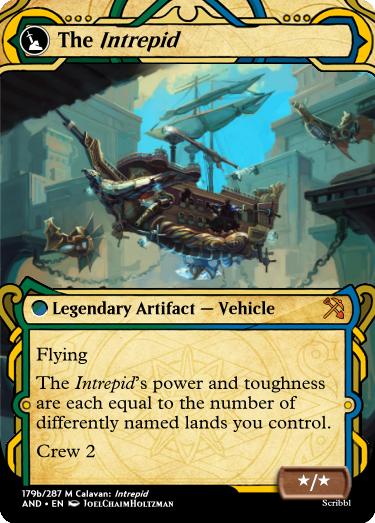 The Intrepid
Legendary Artifact — Vehicle
Flying
The Intrepid's power and toughness
are each equal to the number of
differently named lands you control.
Crew 2
*/*
179b/287 M Calavan: Intrepid
AND • EN JoelChaimHoltzman
Scribbl